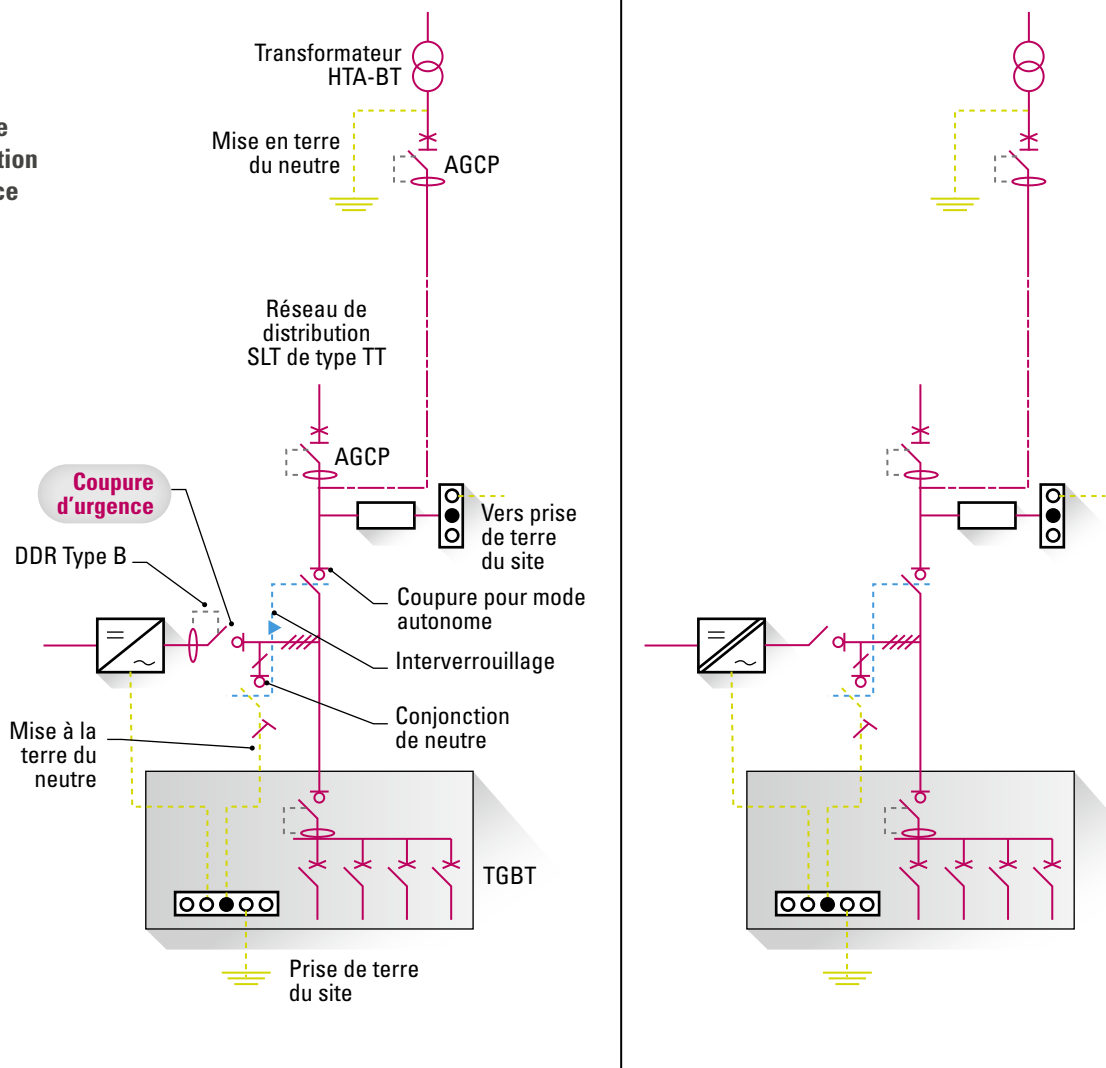 Transformateur
HTA-BT
e
tion
ce
Mise en terre
du neutre
AGCP
Réseau de
distribution
SLT de type TT
AGCP
Coupure
d'urgence
Vers prise
de terre
du site
DDR Type B
Coupure pour mode
autonome
Interverrouillage
Conjonction
de neutre
Mise à la
terre du
neutre
TGBT
Prise de terre
du site